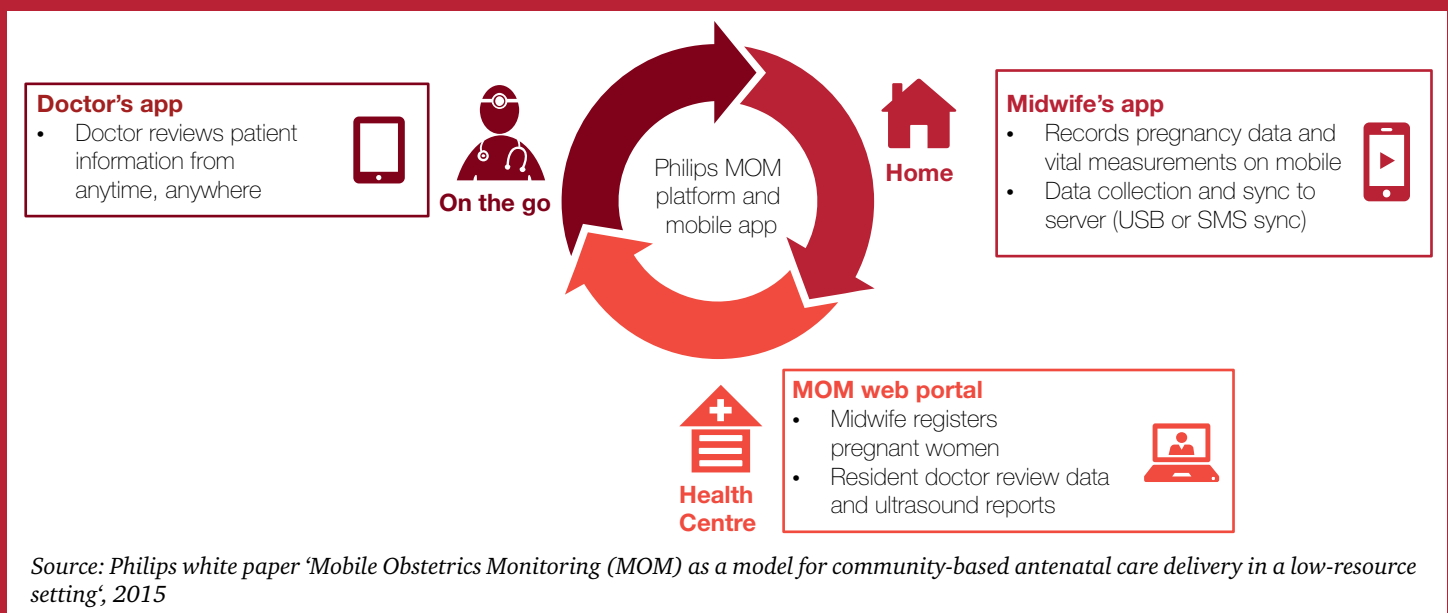 Doctor's app
• Doctor reviews patient
information from
anytime, anywhere
On the go
Philips MOM
platform and
mobile app
Home
Midwife's app
• Records pregnancy data and
vital measurements on mobile
• Data collection and sync to
server (USB or SMS sync)
Health
Centre
MOM web portal
• Midwife registers
pregnant women
• Resident doctor review data
and ultrasound reports
Source: Philips white paper ‘Mobile Obstetrics Monitoring (MOM) as a model for community-based antenatal care delivery in a low-resource
setting‘, 2015